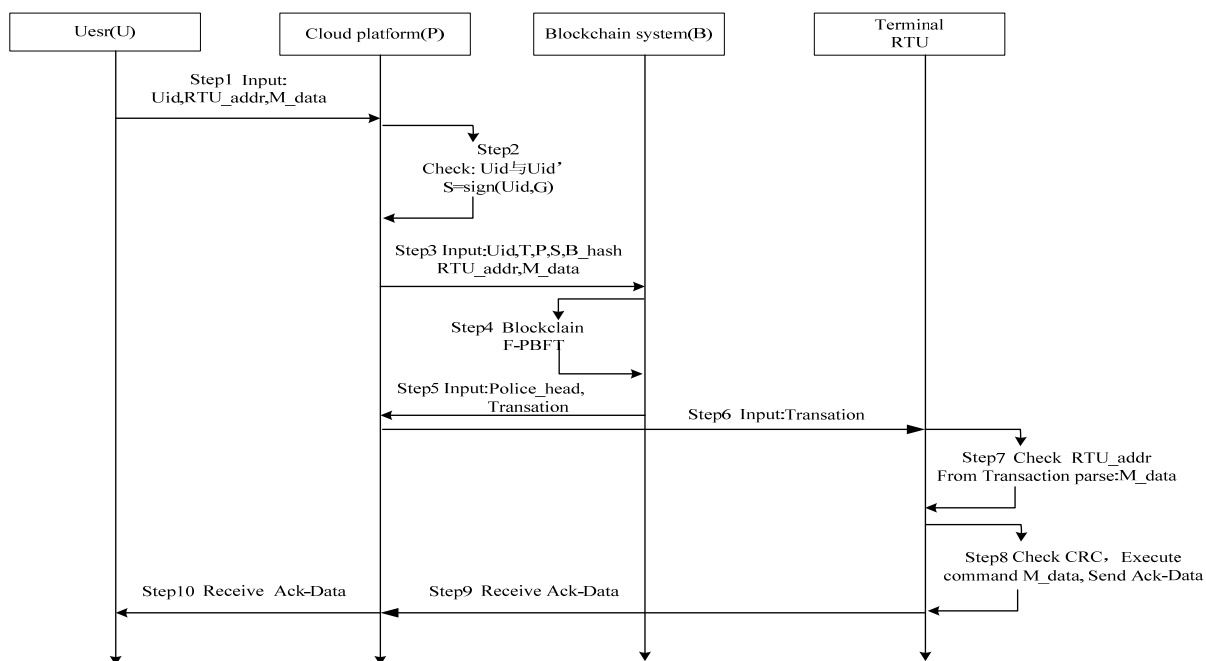 Uesr(U)
Cloud platform(P)
Blockchain system(B)
Terminal
RTU
Step1 Input:
Uid,RTU_addr,M_data
Step2
Check: Uid与Uid’
S=sign(Uid,G)
Step3 Input:Uid,T,P,S,B_hash
RTU_addr,M_data
Step4 Blockclain
F-PBFT
Step5 Input:Police_head,
Transation
Step6 Input:Transation
Step7 Check RTU_addr
From Transaction parse:M_data
Step8 Check CRC，Execute
command M_data, Send Ack-Data
Step9 Receive Ack-Data
Step10 Receive Ack-Data